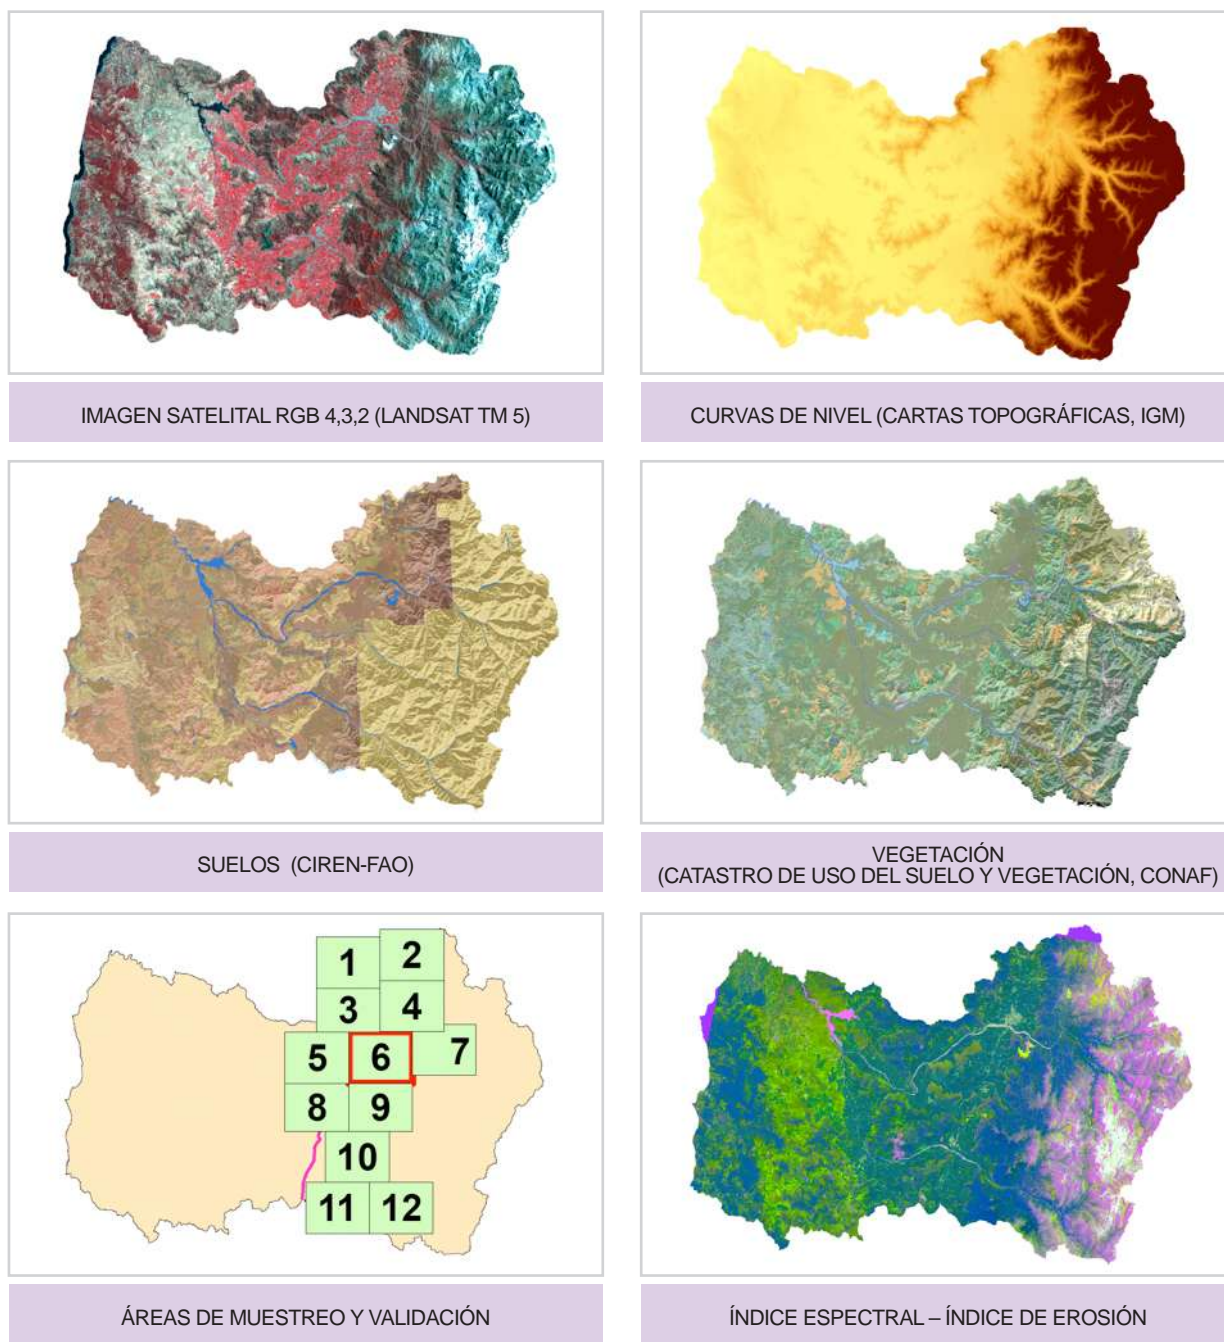 IMAGEN SATELITAL RGB 4,3,2 (LANDSAT TM 5)
CURVAS DE NIVEL (CARTAS TOPOGRÁFICAS, IGM)
SUELOS (CIREN-FAO)
VEGETACIÓN
(CATASTRO DE USO DEL SUELO Y VEGETACIÓN, CONAF)
1
2
3
4
5
6
7
8
9
10
11
12
ÁREAS DE MUESTREO Y VALIDACIÓN
ÍNDICE ESPECTRAL – ÍNDICE DE EROSIÓN